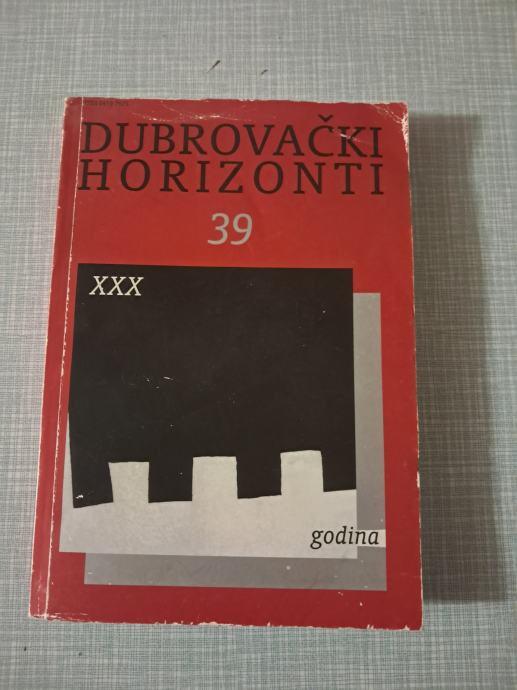 DUBROVAČKI
HORIZONTI
39
XXX
godina